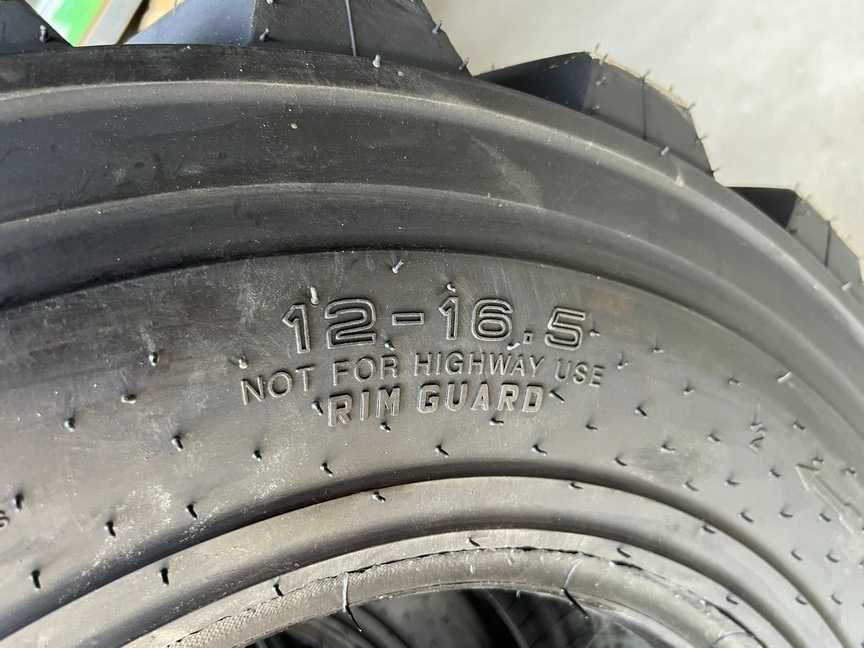 12-16.5
NOT FOR HIGHWAY USE
RIM GUARD